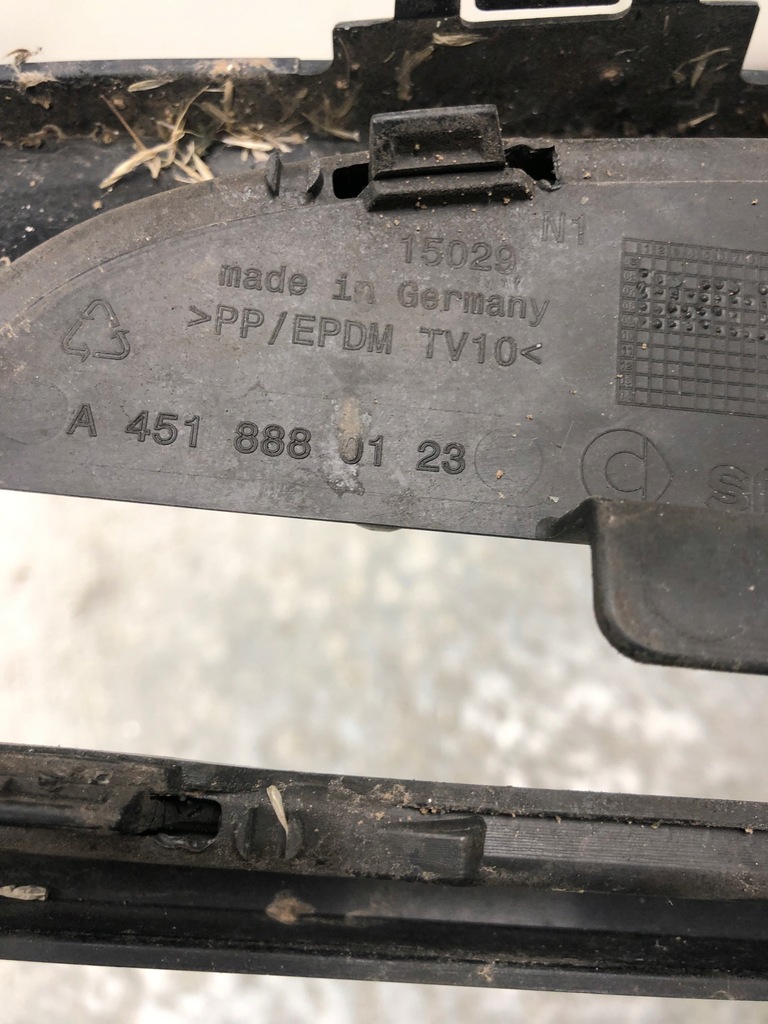 N1
15029
made in Germany
>PP/EPDM TV10<
A 451 888 01 23